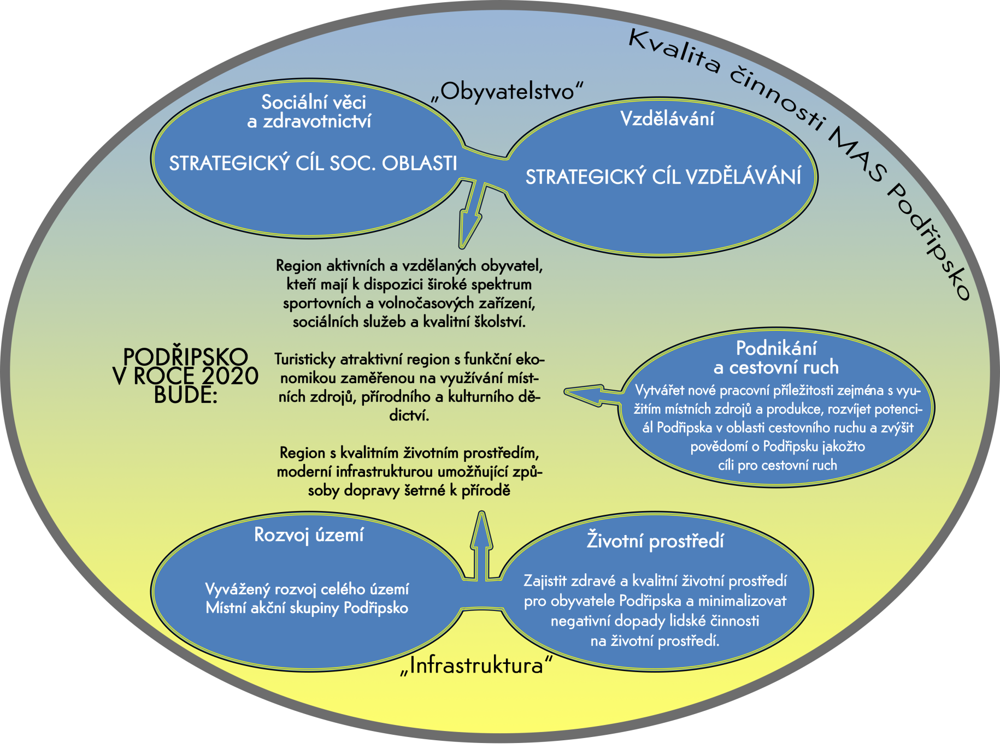 Kvalita činnosti MAS Podřipsko
„Obyvatelstvo“
Sociální věci
a zdravotnictví
STRATEGICKÝ CÍL SOC. OBLASTI
Vzdělávání
STRATEGICKÝ CÍL VZDĚLÁVÁNÍ
Region aktivních a vzdělaných obyvatel,
kteří mají k dispozici široké spektrum
sportovních a volnočasových zařízení,
sociálních služeb a kvalitní školství.
PODŘIPSKO
V ROCE 2020
BUDE:
Turisticky atraktivní region s funkční eko-
nomikou zaměřenou na využívání míst-
ních zdrojů, přírodního a kulturního dě-
dictví.
Podnikání
a cestovní ruch
Vytvářet nové pracovní příležitosti zejména s vyu-
žitím místních zdrojů a produkce, rozvíjet potenci-
ál Podřipska v oblasti cestovního ruchu a zvýšit
povědomí o Podřipsku jakožto
cíli pro cestovní ruch
Region s kvalitním životním prostředím,
moderní infrastrukturou umožňující způ-
soby dopravy šetrné k přírodě
Rozvoj území
Vyvážený rozvoj celého území
Místní akční skupiny Podřipsko
Životní prostředí
Zajistit zdravé a kvalitní životní prostředí
pro obyvatele Podřipska a minimalizovat
negativní dopady lidské činnosti
na životní prostředí.
„Infrastruktura“